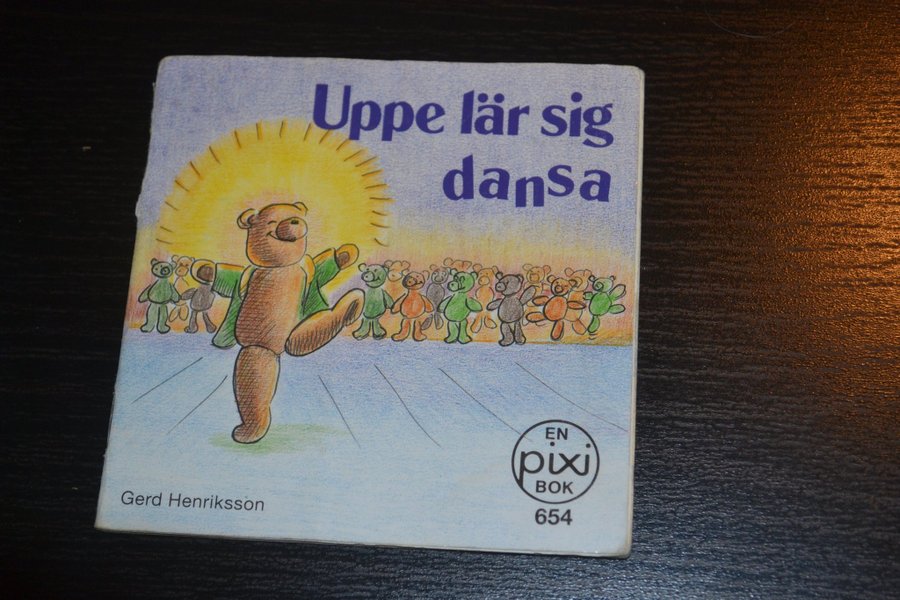 Uppe lär sig
dansa
EN
pixi
BOK
654
Gerd Henriksson